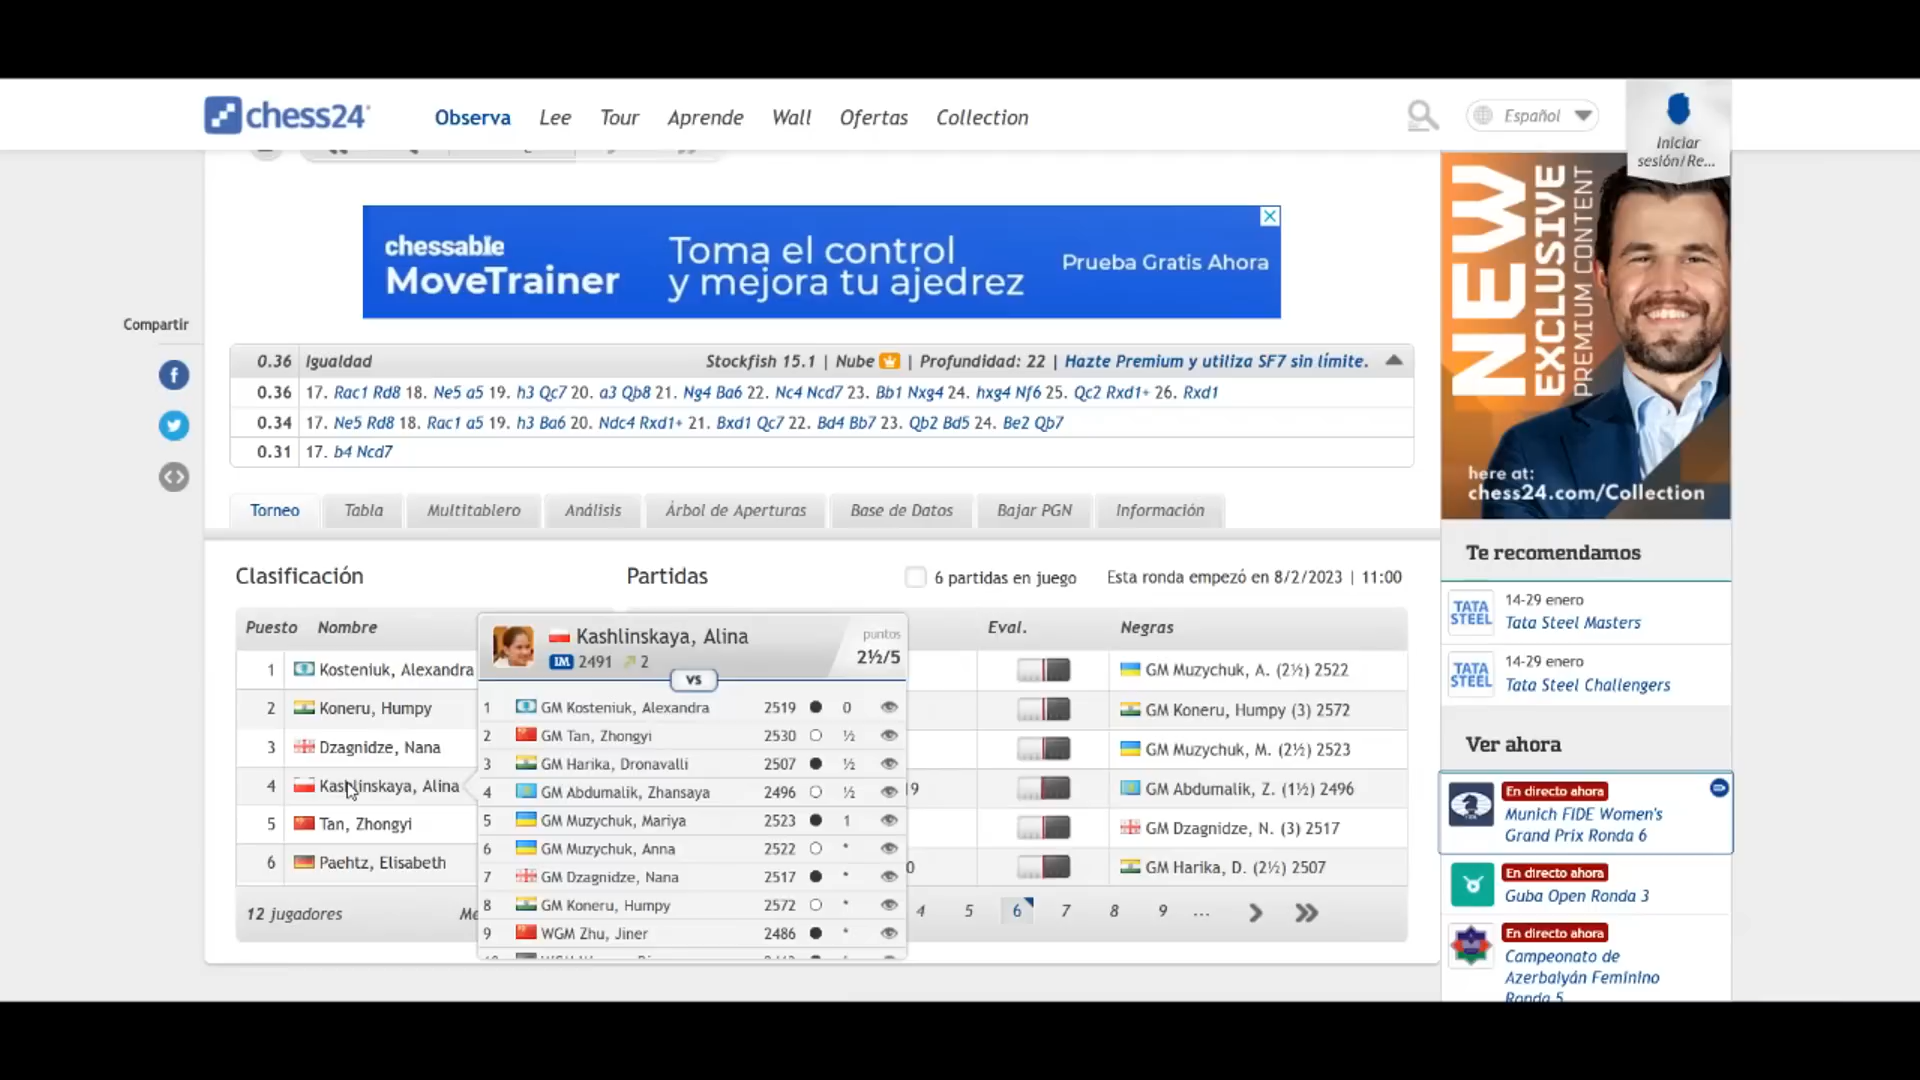 chess24
Observa Lee Tour Aprende Wall Ofertas Collection
Español
Iniciar
sesión/Re...
chessable
MoveTrainer
Toma el control
y mejora tu ajedrez
Prueba Gratis Ahora
NEW
EXCLUSIVE
PREMIUM CONTENT
here at:
chess24.com/Collection
Compartir
0.36 Igualdad Stockfish 15.1 | Nube | Profundidad: 22 | Hazte Premium y utiliza SF7 sin límite.
0.36 17. Rac1 Rd8 18. Ne5 a5 19. h3 Qc7 20. a3 Qb8 21. Ng4 Ba6 22. Nc4 Ncd7 23. Bb1 Nxg4 24. hxg4 Nf6 25. Qc2 Rxd1+ 26. Rxd1
0.34 17. Ne5 Rd8 18. Rac1 a5 19. h3 Ba6 20. Ndc4 Rxd1+ 21. Bxd1 Qc7 22. Bd4 Bb7 23. Qb2 Bd5 24. Be2 Qb7
0.31 17. b4 Ncd7
Torneo Tabla Multitablero Análisis Árbol de Aperturas Base de Datos Bajar PGN Información
Clasificación
Puesto Nombre
1 Kosteniuk, Alexandra
2 Koneru, Humpy
3 Dzagnidze, Nana
4 Kashlinskaya, Alina
5 Tan, Zhongyi
6 Paehtz, Elisabeth
12 jugadores
Kashlinskaya, Alina
IM 2491 2
puntos
2½/5
VS
1 GM Kosteniuk, Alexandra 2519 0
2 GM Tan, Zhongyi 2530 ½
3 GM Harika, Dronavalli 2507 ½
4 GM Abdumalik, Zhansaya 2496 ½
5 GM Muzychuk, Mariya 2523 1
6 GM Muzychuk, Anna 2522 *
7 GM Dzagnidze, Nana 2517 *
8 GM Koneru, Humpy 2572 *
9 WGM Zhu, Jiner 2486 *
Partidas
6 partidas en juego Esta ronda empezó en 8/2/2023 | 11:00
Eval. Negras
GM Muzychuk, A. (2½) 2522
GM Koneru, Humpy (3) 2572
GM Muzychuk, M. (2½) 2523
GM Abdumalik, Z. (1½) 2496
GM Dzagnidze, N. (3) 2517
GM Harika, D. (2½) 2507
4 5 6 7 8 9 ...
Te recomendamos
TATA
STEEL
14-29 enero
Tata Steel Masters
TATA
STEEL
14-29 enero
Tata Steel Challengers
Ver ahora
En directo ahora
Munich FIDE Women's
Grand Prix Ronda 6
En directo ahora
Guba Open Ronda 3
En directo ahora
Campeonato de
Azerbaiyán Femenino
Ronda 5